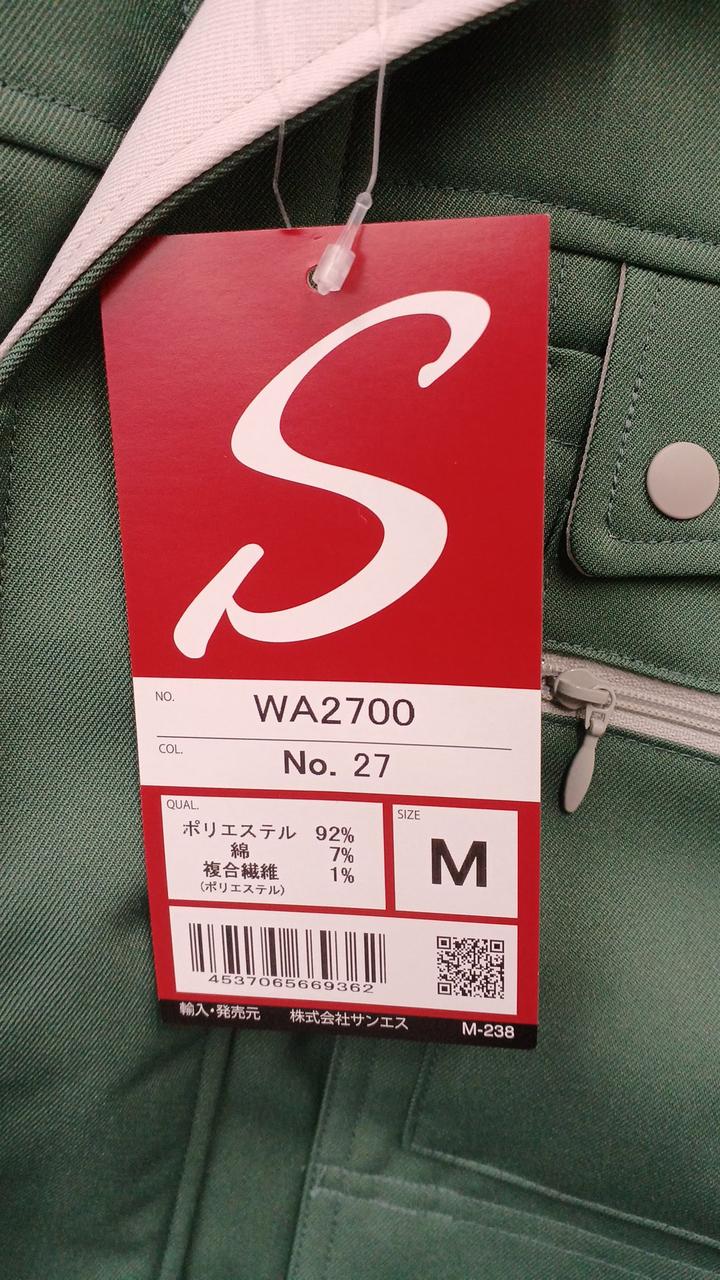 S
NO.
WA2700
COL.
No. 27
QUAL.
ポリエステル 92%
綿 7%
複合繊維 1%
(ポリエステル)
SIZE
M
4537065669362
輸入・発売元 株式会社サンエス
M-238